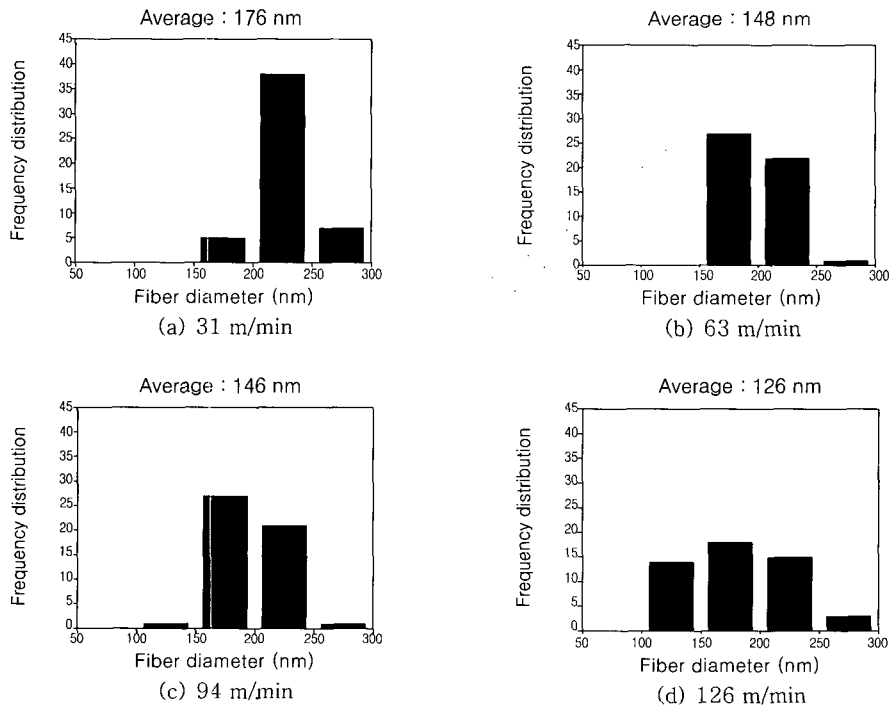 Average : 176 nm
45
40
35
30
25
20
15
10
5
0
Frequency distribution
50 100 150 200 250 300
Fiber diameter (nm)
(a) 31 m/min
Average : 148 nm
45
40
35
30
25
20
15
10
5
0
Frequency distribution
50 100 150 200 250 300
Fiber diameter (nm)
(b) 63 m/min
Average : 146 nm
45
40
35
30
25
20
15
10
5
0
Frequency distribution
50 100 150 200 250 300
Fiber diameter (nm)
(c) 94 m/min
Average : 126 nm
45
40
35
30
25
20
15
10
5
0
Frequency distribution
50 100 150 200 250 300
Fiber diameter (nm)
(d) 126 m/min